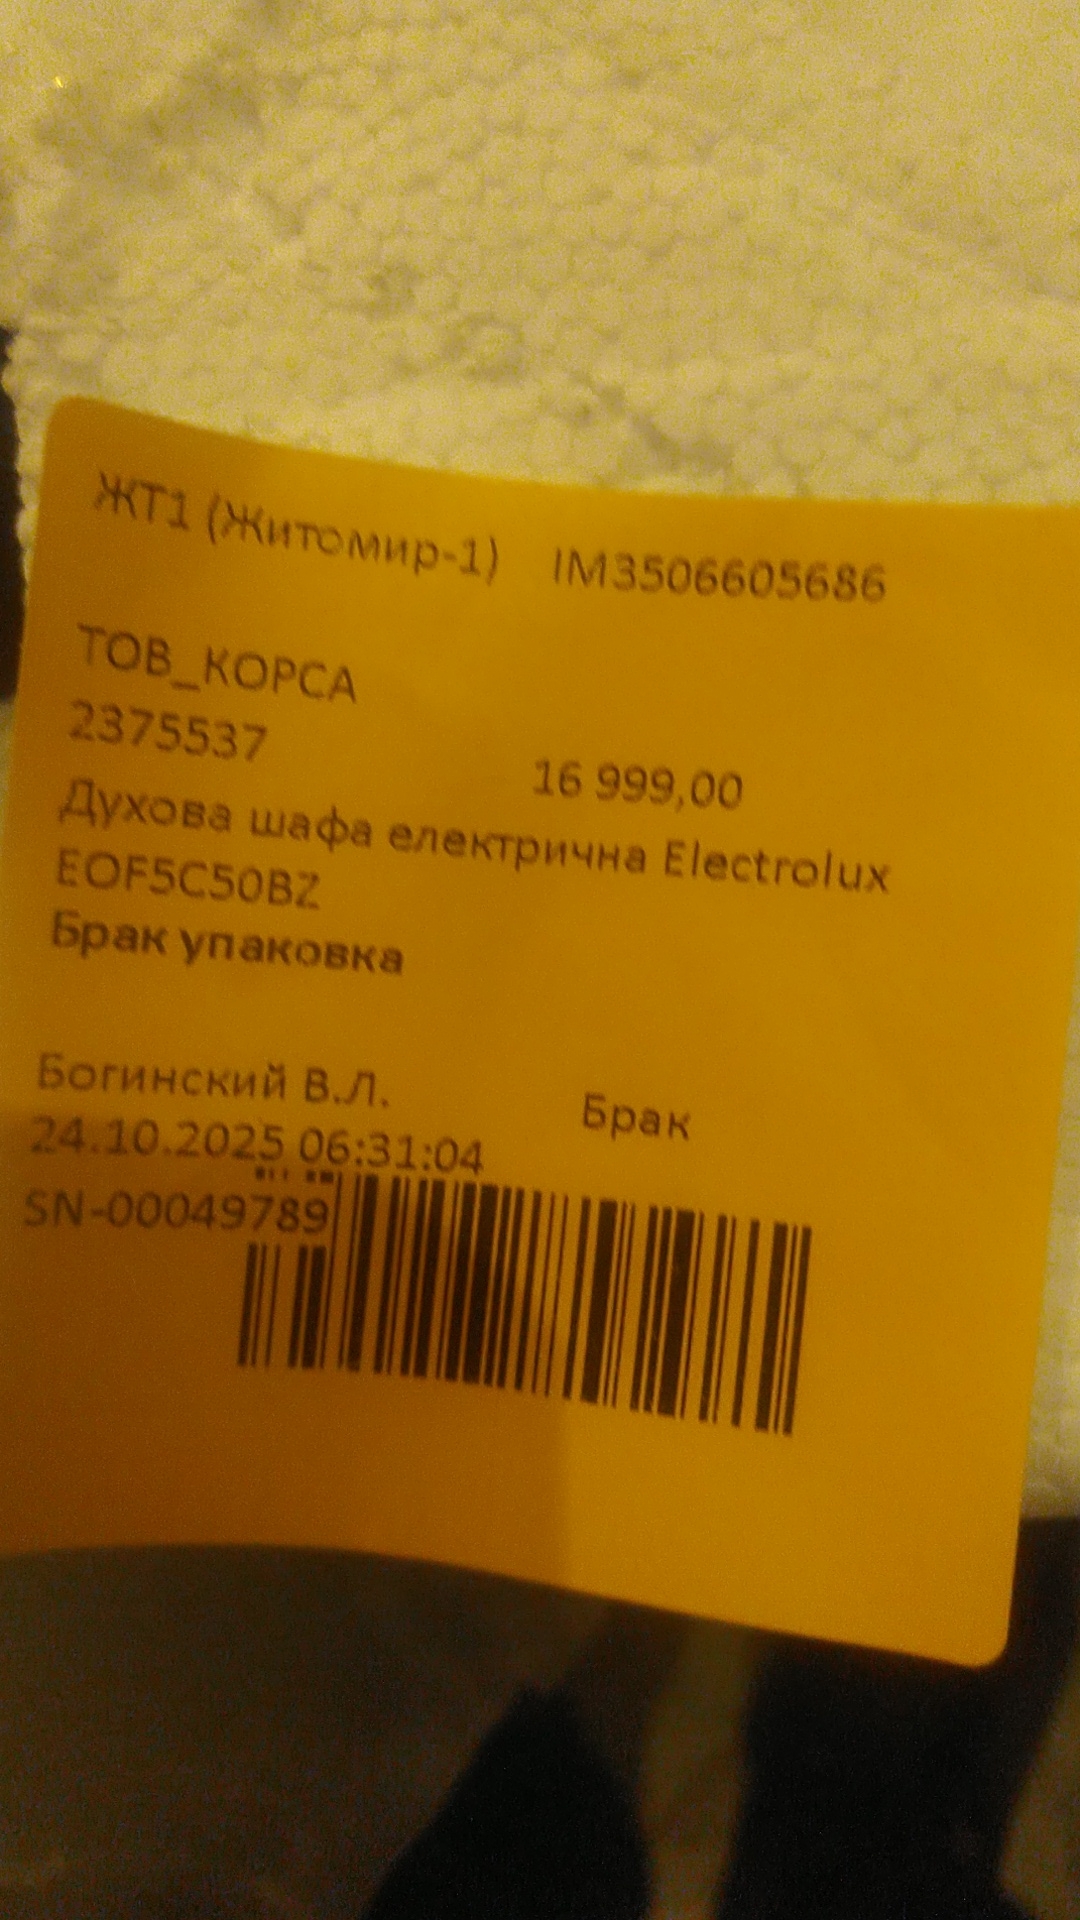 ЖТ1 (Житомир-1) IM3506605686
ТОВ_КОРСА
2375537
16 999,00
Духова шафа електрична Electrolux
EOF5C50BZ
Брак упаковка
Богинский В.Л.
Брак
24.10.2025 06:31:04
SN-00049789